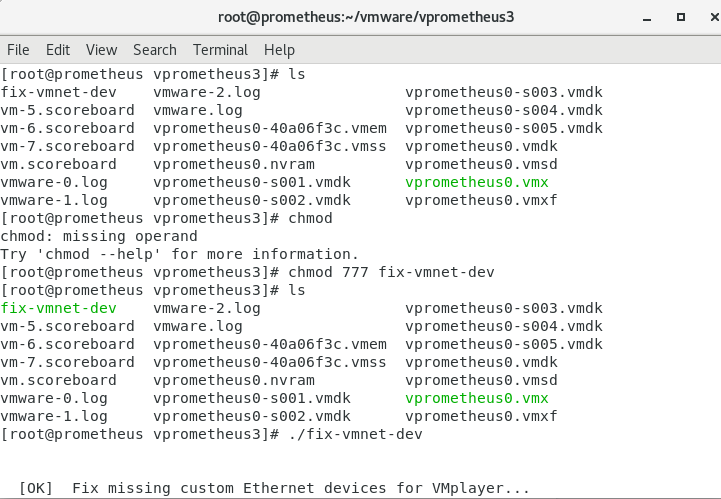 root@prometheus:~/vmware/vprometheus3
File Edit View Search Terminal Help
[root@prometheus vprometheus3]# ls
fix-vmnet-dev    vmware-2.log                vprometheus0-s003.vmdk
vm-5.scoreboard  vmware.log                  vprometheus0-s004.vmdk
vm-6.scoreboard  vprometheus0-40a06f3c.vmem  vprometheus0-s005.vmdk
vm-7.scoreboard  vprometheus0-40a06f3c.vmss  vprometheus0.vmdk
vm.scoreboard    vprometheus0.nvram          vprometheus0.vmsd
vmware-0.log     vprometheus0-s001.vmdk      vprometheus0.vmx
vmware-1.log     vprometheus0-s002.vmdk      vprometheus0.vmxf
[root@prometheus vprometheus3]# chmod
chmod: missing operand
Try 'chmod --help' for more information.
[root@prometheus vprometheus3]# chmod 777 fix-vmnet-dev
[root@prometheus vprometheus3]# ls
fix-vmnet-dev    vmware-2.log                vprometheus0-s003.vmdk
vm-5.scoreboard  vmware.log                  vprometheus0-s004.vmdk
vm-6.scoreboard  vprometheus0-40a06f3c.vmem  vprometheus0-s005.vmdk
vm-7.scoreboard  vprometheus0-40a06f3c.vmss  vprometheus0.vmdk
vm.scoreboard    vprometheus0.nvram          vprometheus0.vmsd
vmware-0.log     vprometheus0-s001.vmdk      vprometheus0.vmx
vmware-1.log     vprometheus0-s002.vmdk      vprometheus0.vmxf
[root@prometheus vprometheus3]# ./fix-vmnet-dev
[OK]  Fix missing custom Ethernet devices for VMplayer...